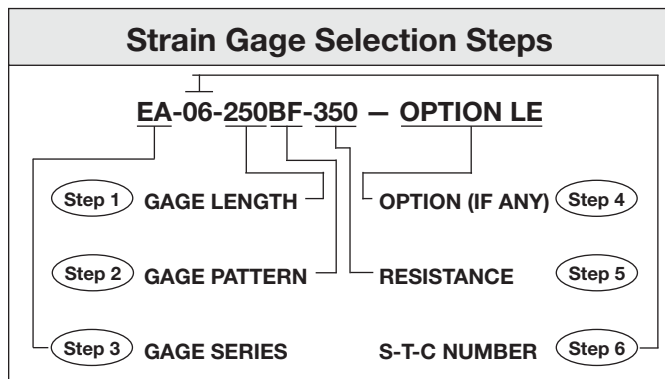 Strain Gage Selection Steps
EA-06-250BF-350 — OPTION LE
Step 1 GAGE LENGTH
OPTION (IF ANY) Step 4
Step 2 GAGE PATTERN
RESISTANCE Step 5
Step 3 GAGE SERIES
S-T-C NUMBER Step 6